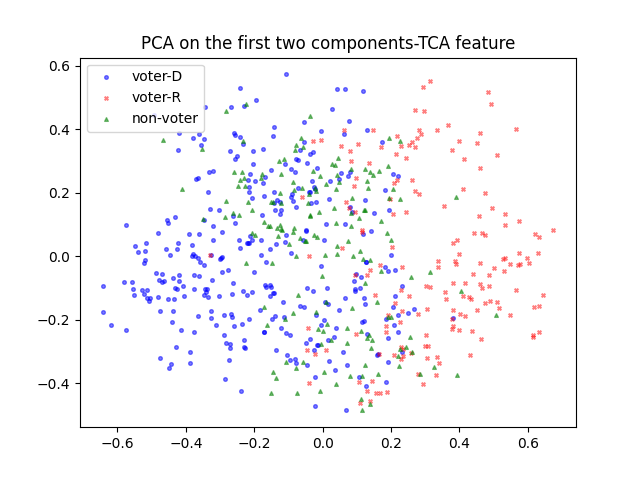 PCA on the first two components-TCA feature
0.6
voter-D
voter-R
non-voter
0.4
0.2
0.0
−0.2
−0.4
−0.6 −0.4 −0.2 0.0 0.2 0.4 0.6